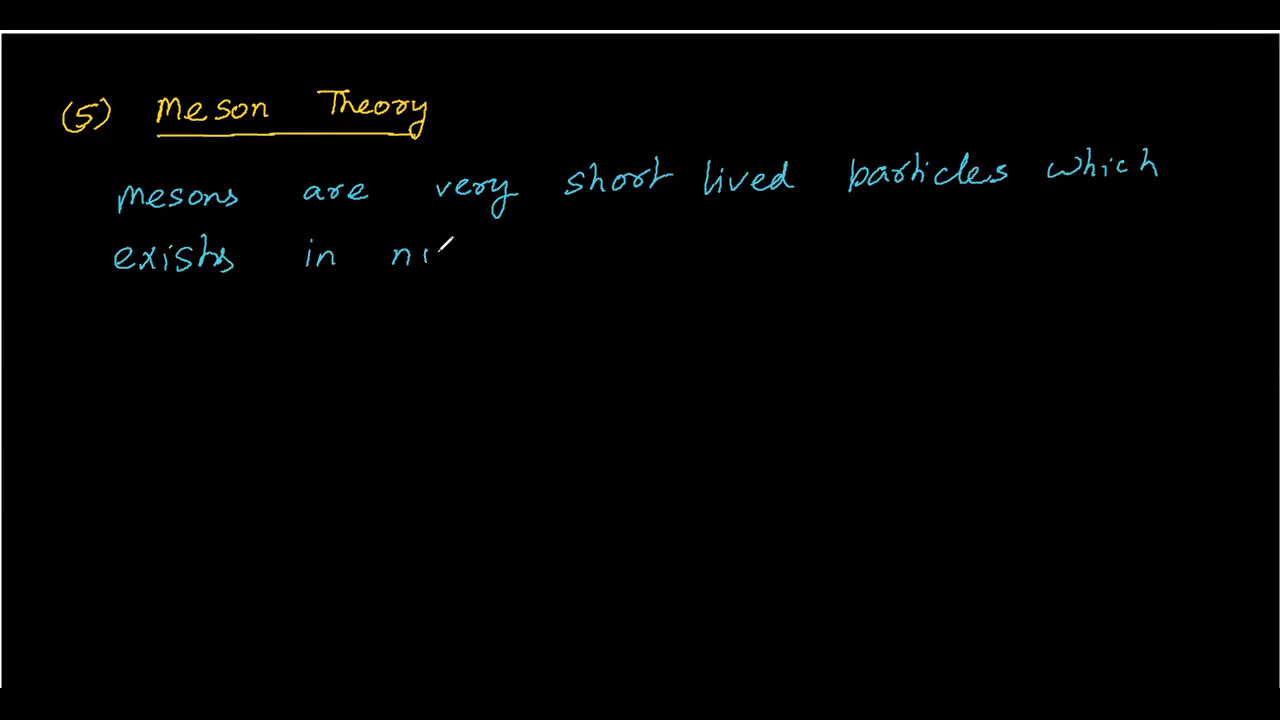 (5) Meson Theory
Mesons are very short lived particles which
exists in